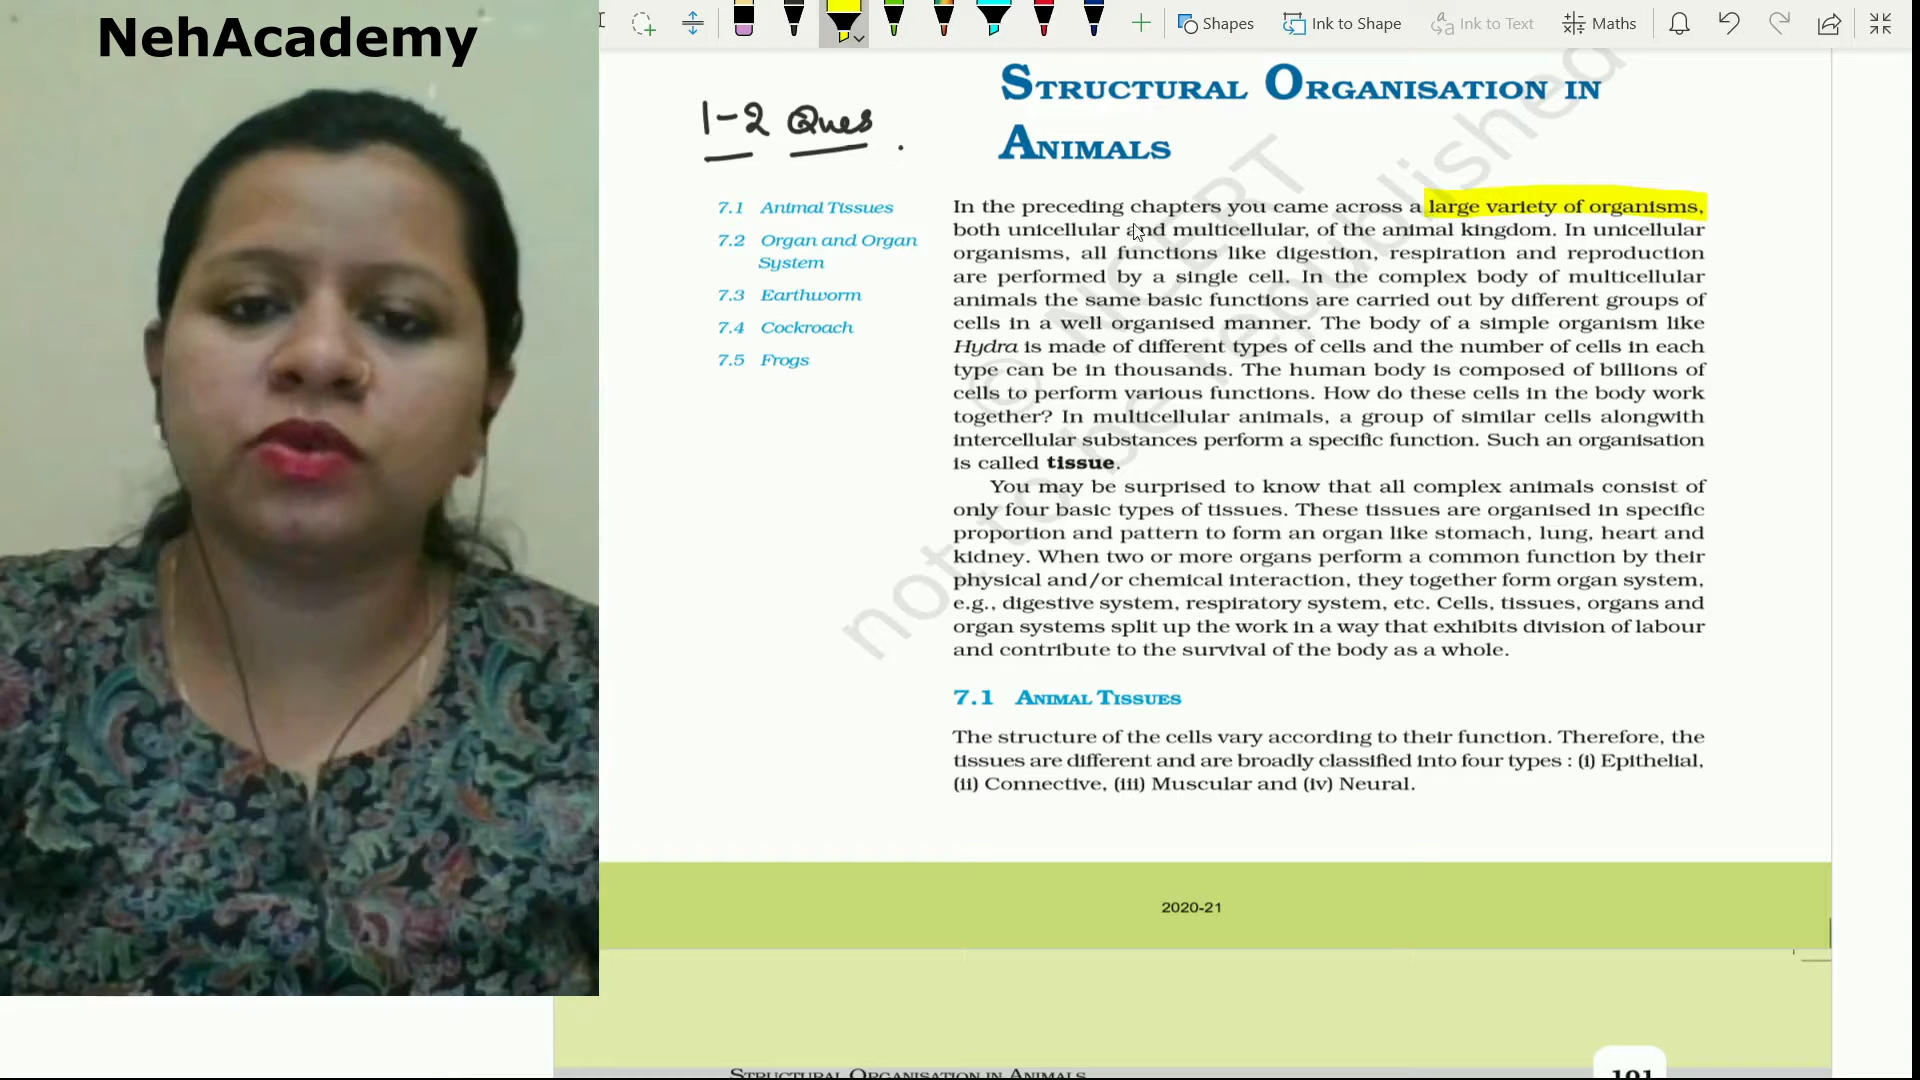 NehAcademy
Shapes
Ink to Shape
Ink to Text
Maths
STRUCTURAL ORGANISATION IN
ANIMALS
1-2 Ques.
7.1 Animal Tissues
7.2 Organ and Organ
System
7.3 Earthworm
7.4 Cockroach
7.5 Frogs
In the preceding chapters you came across a large variety of organisms,
both unicellular and multicellular, of the animal kingdom. In unicellular
organisms, all functions like digestion, respiration and reproduction
are performed by a single cell. In the complex body of multicellular
animals the same basic functions are carried out by different groups of
cells in a well organised manner. The body of a simple organism like
Hydra is made of different types of cells and the number of cells in each
type can be in thousands. The human body is composed of billions of
cells to perform various functions. How do these cells in the body work
together? In multicellular animals, a group of similar cells alongwith
intercellular substances perform a specific function. Such an organisation
is called tissue.
You may be surprised to know that all complex animals consist of
only four basic types of tissues. These tissues are organised in specific
proportion and pattern to form an organ like stomach, lung, heart and
kidney. When two or more organs perform a common function by their
physical and/or chemical interaction, they together form organ system,
e.g., digestive system, respiratory system, etc. Cells, tissues, organs and
organ systems split up the work in a way that exhibits division of labour
and contribute to the survival of the body as a whole.
7.1 ANIMAL TISSUES
The structure of the cells vary according to their function. Therefore, the
tissues are different and are broadly classified into four types : (i) Epithelial,
(ii) Connective, (iii) Muscular and (iv) Neural.
© NCERT
not to be republished
2020-21
STRUCTURAL ORGANISATION IN ANIMALS
101